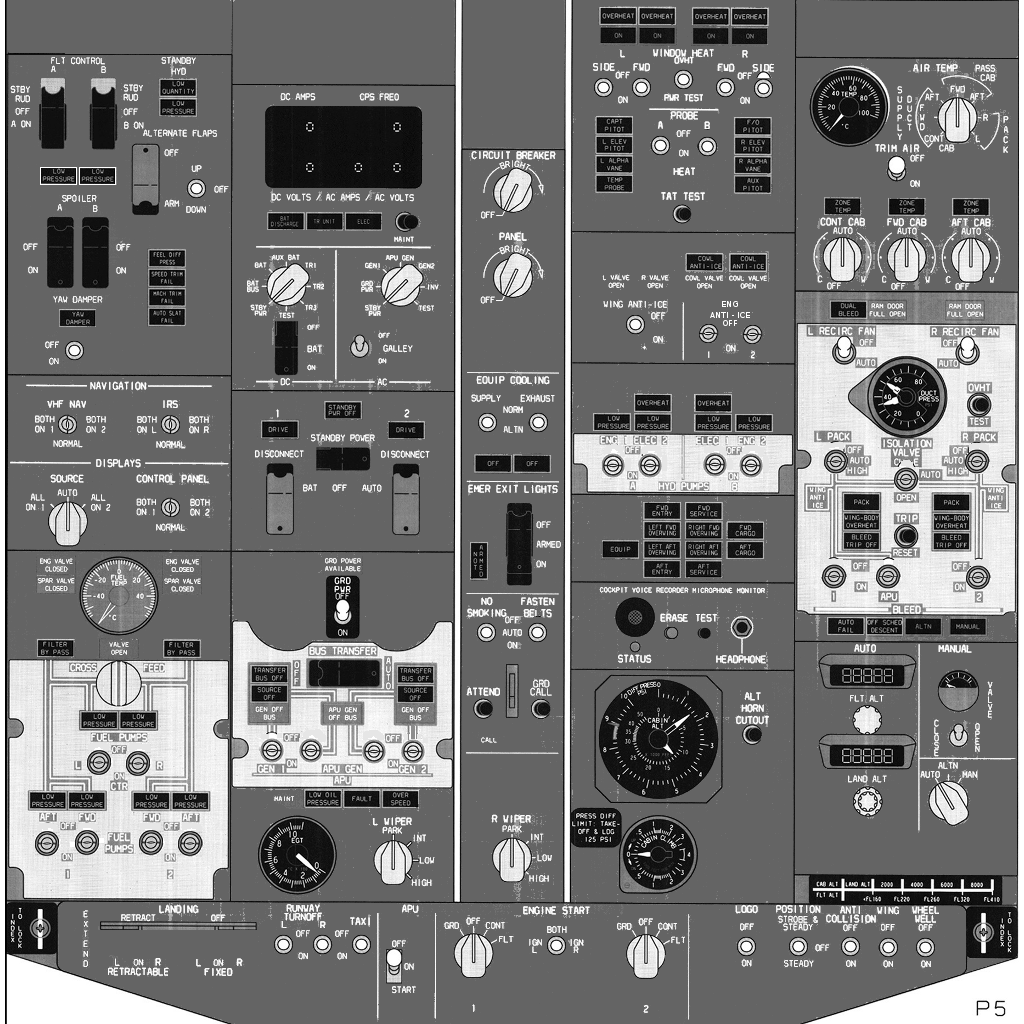 FLT CONTROL
A B
STBY RUD
OFF
A ON
STBY RUD
OFF
B ON
STANDBY HYD
LOW QUANTITY
LOW PRESSURE
ALTERNATE FLAPS
OFF
ARM
UP
OFF
DOWN
LOW PRESSURE
LOW PRESSURE
SPOILER
A B
OFF
ON
OFF
ON
FEEL DIFF PRESS
SPEED TRIM FAIL
MACH TRIM FAIL
AUTO SLAT FAIL
YAW DAMPER
YAW DAMPER
OFF
ON
NAVIGATION
VHF NAV
BOTH ON 1
BOTH ON 2
NORMAL
IRS
BOTH ON L
BOTH ON R
NORMAL
DISPLAYS
SOURCE
AUTO
ALL ON 1
ALL ON 2
CONTROL PANEL
BOTH ON 1
BOTH ON 2
NORMAL
ENG VALVE CLOSED
SPAR VALVE CLOSED
ENG VALVE CLOSED
SPAR VALVE CLOSED
FUEL TEMP
FILTER BY PASS
VALVE OPEN
FILTER BY PASS
CROSS FEED
LOW PRESSURE
LOW PRESSURE
FUEL PUMPS
L OFF R
ON
CTR
LOW PRESSURE
LOW PRESSURE
LOW PRESSURE
LOW PRESSURE
AFT FWD FWD AFT
OFF OFF
FUEL PUMPS
ON ON
1 2
DC AMPS CPS FREQ
DC VOLTS AC AMPS AC VOLTS
BAT DISCHARGE
TR UNIT
ELEC
MAINT
AUX BAT
BAT
TR1
BAT BUS
TR2
STBY PWR
TR3
TEST
OFF
BAT
ON
DC
APU GEN
GEN1
GEN2
GRD PWR
INV
STBY PWR
TEST
OFF
GALLEY
ON
AC
STANDBY PWR OFF
1 2
DRIVE
DRIVE
STANDBY POWER
DISCONNECT
DISCONNECT
BAT OFF AUTO
GRD POWER AVAILABLE
GRD PWR
OFF
ON
BUS TRANSFER
TRANSFER BUS OFF
OFF
AUTO
TRANSFER BUS OFF
SOURCE OFF
SOURCE OFF
GEN OFF BUS
APU GEN OFF BUS
GEN OFF BUS
GEN 1 APU GEN GEN 2
APU
MAINT
LOW OIL PRESSURE
FAULT
OVER SPEED
EGT
L WIPER
PARK
INT
LOW
HIGH
CIRCUIT BREAKER
BRIGHT
OFF
PANEL
BRIGHT
OFF
EQUIP COOLING
SUPPLY EXHAUST
NORM
ALTN
OFF
OFF
EMER EXIT LIGHTS
NOT ARMED
OFF
ARMED
ON
NO SMOKING
FASTEN BELTS
OFF
AUTO
ON
ATTEND
GRD CALL
CALL
R WIPER
PARK
INT
LOW
HIGH
OVERHEAT
OVERHEAT
OVERHEAT
OVERHEAT
ON
ON
ON
ON
L WINDOW HEAT R
SIDE OFF FWD
OVHT
FWD OFF SIDE
ON
PWR TEST
ON
PROBE
A OFF B
ON
HEAT
CAPT PITOT
L ELEV PITOT
L ALPHA VANE
TEMP PROBE
F/O PITOT
R ELEV PITOT
R ALPHA VANE
AUX PITOT
TAT TEST
COWL ANTI-ICE
COWL ANTI-ICE
L VALVE OPEN
R VALVE OPEN
COWL VALVE OPEN
COWL VALVE OPEN
WING ANTI-ICE
OFF
ON
ENG ANTI-ICE
OFF
ON
1 2
OVERHEAT
OVERHEAT
LOW PRESSURE
LOW PRESSURE
LOW PRESSURE
LOW PRESSURE
ENG 1 ELEC 2 ELEC 1 ENG 2
OFF OFF
ON ON
A HYD PUMPS B
FWD ENTRY
FWD SERVICE
LEFT FWD OVERWING
RIGHT FWD OVERWING
FWD CARGO
EQUIP
LEFT AFT OVERWING
RIGHT AFT OVERWING
AFT CARGO
AFT ENTRY
AFT SERVICE
COCKPIT VOICE RECORDER MICROPHONE MONITOR
ERASE TEST
STATUS
HEADPHONE
DIFF PRESS
PSI
CABIN ALT
ALT HORN CUTOUT
PRESS DIFF LIMIT: TAKE-OFF & LOG 125 PSI
CABIN CLIMB
TEMP
°C
AIR TEMP
SUPPLY DUCT
PASS CAB
FWD
AFT
AFT
R
L
CONT CAB
PACK
TRIM AIR
OFF
ON
ZONE TEMP
ZONE TEMP
ZONE TEMP
CONT CAB FWD CAB AFT CAB
AUTO AUTO AUTO
C OFF W C OFF W C OFF W
DUAL BLEED
RAM DOOR FULL OPEN
RAM DOOR FULL OPEN
L RECIRC FAN
R RECIRC FAN
OFF
AUTO
OFF
AUTO
DUCT PRESS
PSI
OVHT
TEST
L PACK
R PACK
OFF
AUTO
HIGH
ISOLATION VALVE
CLOSE
AUTO
OPEN
OFF
AUTO
HIGH
WING ANTI ICE
WING ANTI ICE
PACK
WING-BODY OVERHEAT
BLEED TRIP OFF
TRIP
RESET
PACK
WING-BODY OVERHEAT
BLEED TRIP OFF
OFF
ON
1 APU 2
BLEED
AUTO FAIL
OFF SCHED DESCENT
ALTN
MANUAL
AUTO
MANUAL
88888
FLT ALT
88888
LAND ALT
VALVE
CLOSE
OPEN
ALTN
AUTO
MAN
CAB ALT LAND ALT 2000 4000 6000 8000
FLT ALT <FL160 FL220 FL260 FL320 FL410
TO LOCK INDEX
EXTEND
LANDING
RETRACT
OFF
L ON R
RETRACTABLE
L ON R
FIXED
RUNWAY TURNOFF
L OFF R
ON
TAXI
OFF
ON
APU
OFF
ON
START
ENGINE START
GRD OFF CONT
FLT
1
BOTH
IGN L
IGN R
GRD OFF CONT
FLT
2
LOGO
OFF
ON
POSITION
STROBE & STEADY
OFF
STEADY
ANTI COLLISION
OFF
ON
WING
OFF
ON
WHEEL WELL
OFF
ON
TO LOCK INDEX
P5